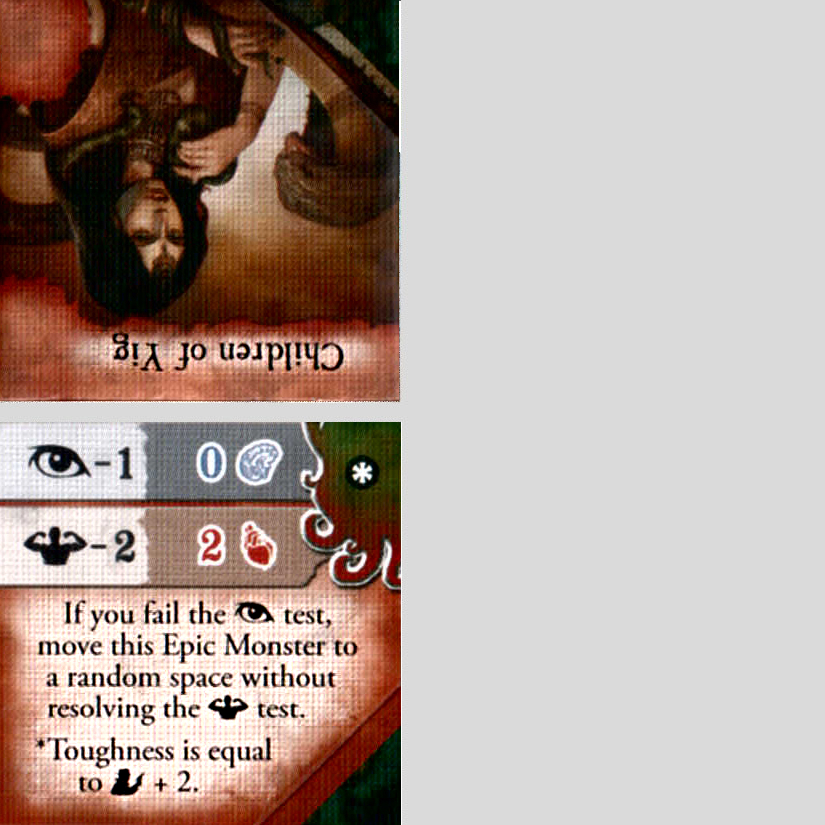 Children of Yig
-1 0
*
-2 2
If you fail the test,
move this Epic Monster to
a random space without
resolving the test.
*Toughness is equal
to + 2.